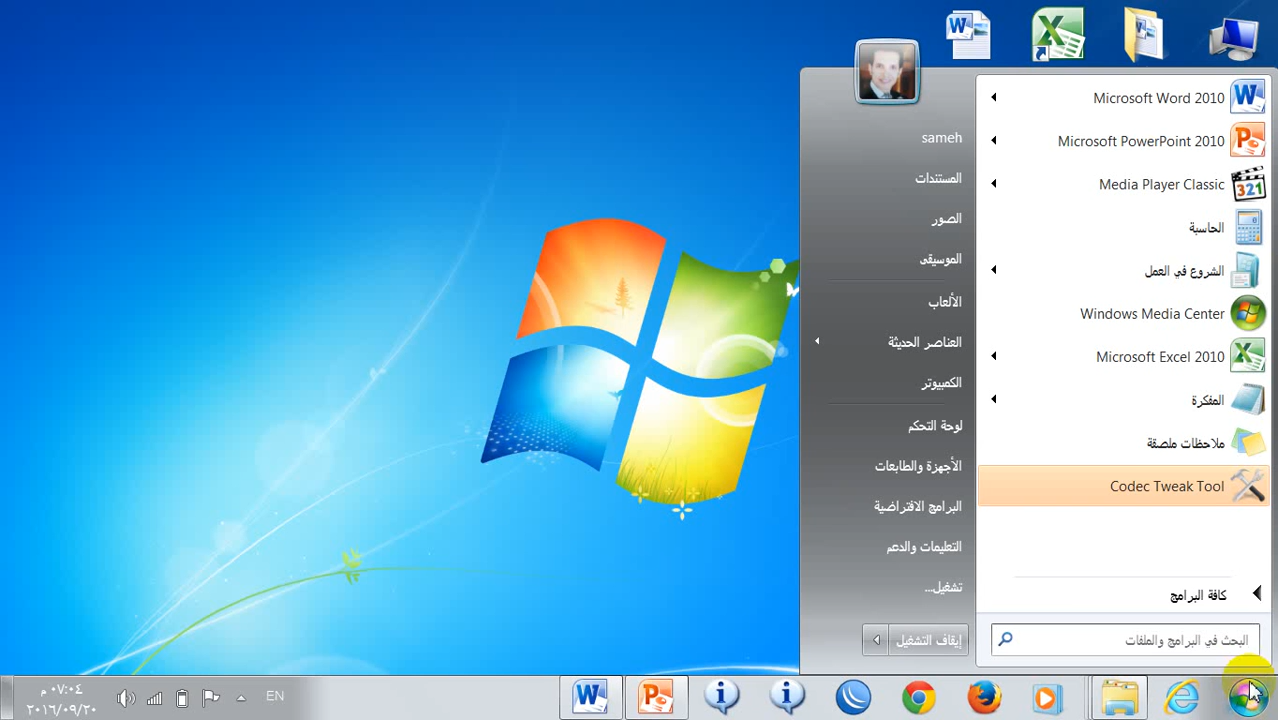 Microsoft Word 2010
Microsoft PowerPoint 2010
Media Player Classic
الحاسبة
الشروع في العمل
Windows Media Center
Microsoft Excel 2010
المفكرة
ملاحظات ملصقة
Codec Tweak Tool
كافة البرامج
البحث في البرامج والملفات
sameh
المستندات
الصور
الموسيقى
الألعاب
العناصر الحديثة
الكمبيوتر
لوحة التحكم
الأجهزة والطابعات
البرامج الافتراضية
التعليمات والدعم
تشغيل...
إيقاف التشغيل
EN
٠٧:٠٤ م
٢٠١٦/٠٩/٢٠